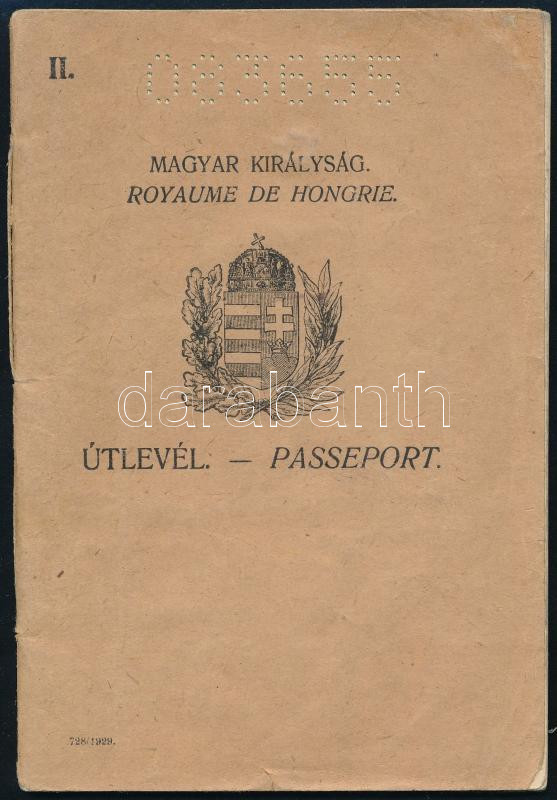 II.
083655
MAGYAR KIRÁLYSÁG.
ROYAUME DE HONGRIE.
darabanth
ÚTLEVÉL. — PASSEPORT.
728/1929.